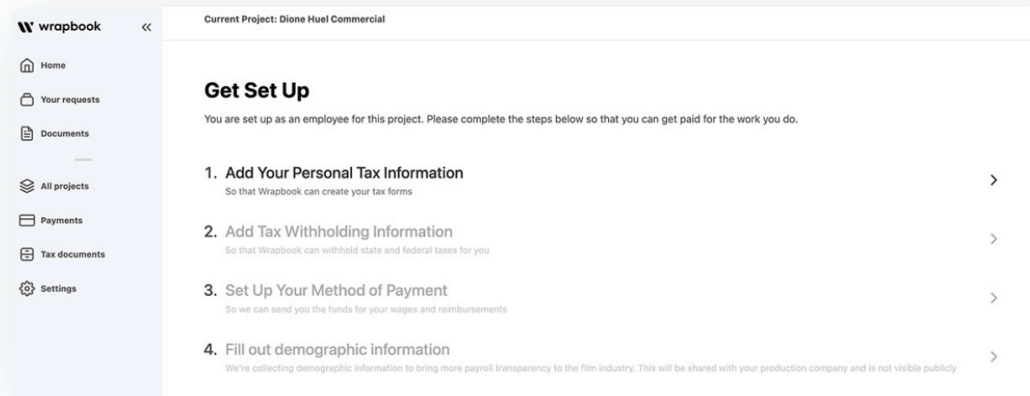 wrapbook
Current Project: Dione Huel Commercial
Home
Your requests
Documents
All projects
Payments
Tax documents
Settings
Get Set Up
You are set up as an employee for this project. Please complete the steps below so that you can get paid for the work you do.
1. Add Your Personal Tax Information
So that Wrapbook can create your tax forms
2. Add Tax Withholding Information
So that Wrapbook can withhold state and federal taxes for you
3. Set Up Your Method of Payment
So we can send you the funds for your wages and reimbursements
4. Fill out demographic information
We're collecting demographic information to bring more payroll transparency to the film industry. This will be shared with your production company and is not visible publicly